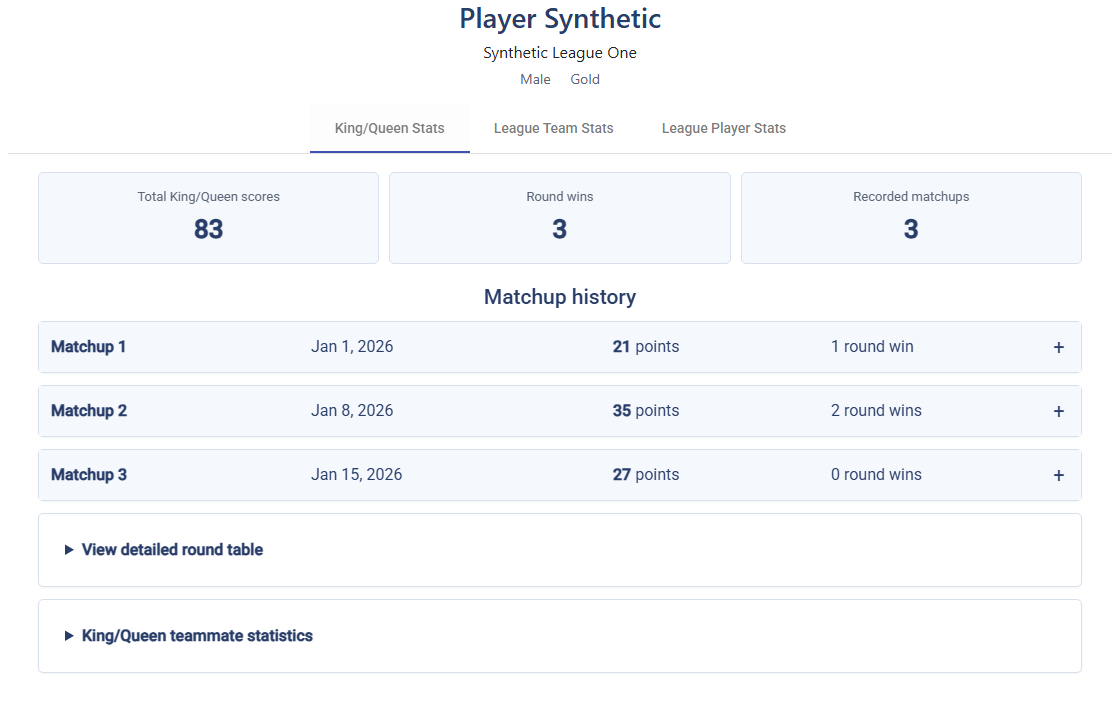 Player Synthetic
Synthetic League One
Male Gold
King/Queen Stats League Team Stats League Player Stats
Total King/Queen scores Round wins Recorded matchups
83 3 3
Matchup history
Matchup 1 Jan 1, 2026 21 points 1 round win +
Matchup 2 Jan 8, 2026 35 points 2 round wins +
Matchup 3 Jan 15, 2026 27 points 0 round wins +
View detailed round table
King/Queen teammate statistics